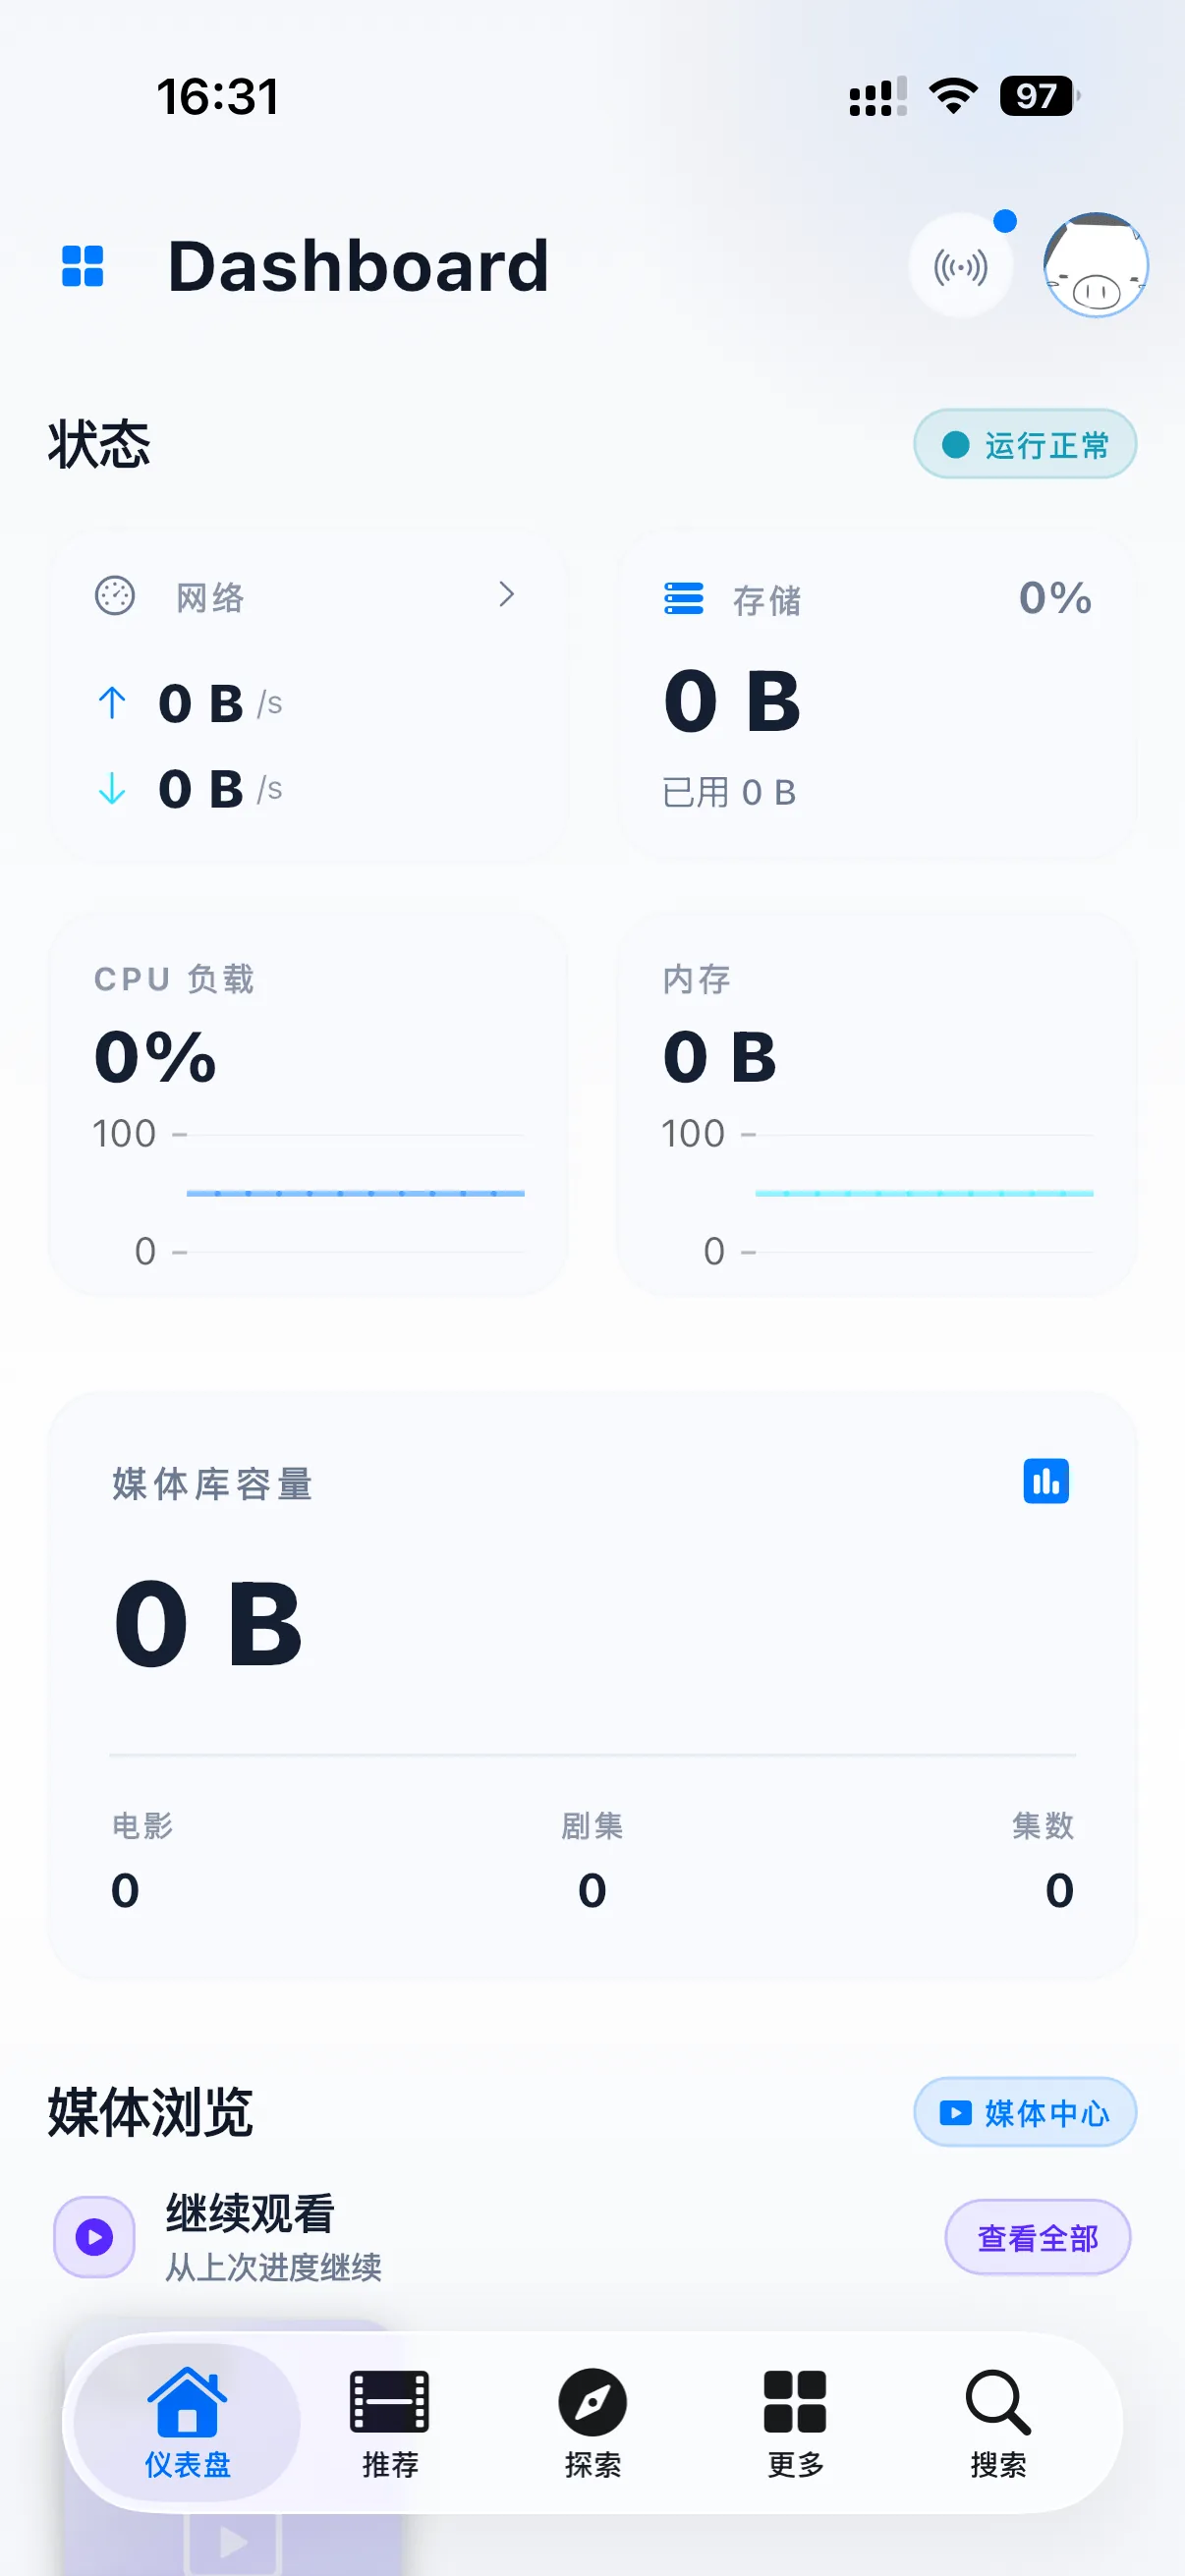 16:31
97
Dashboard
状态
运行正常
网络
0 B /s
0 B /s
存储
0%
0 B
已用 0 B
CPU 负载
0%
100
0
内存
0 B
100
0
媒体库容量
0 B
电影
剧集
集数
0
0
0
媒体浏览
媒体中心
继续观看
从上次进度继续
查看全部
仪表盘
推荐
探索
更多
搜索